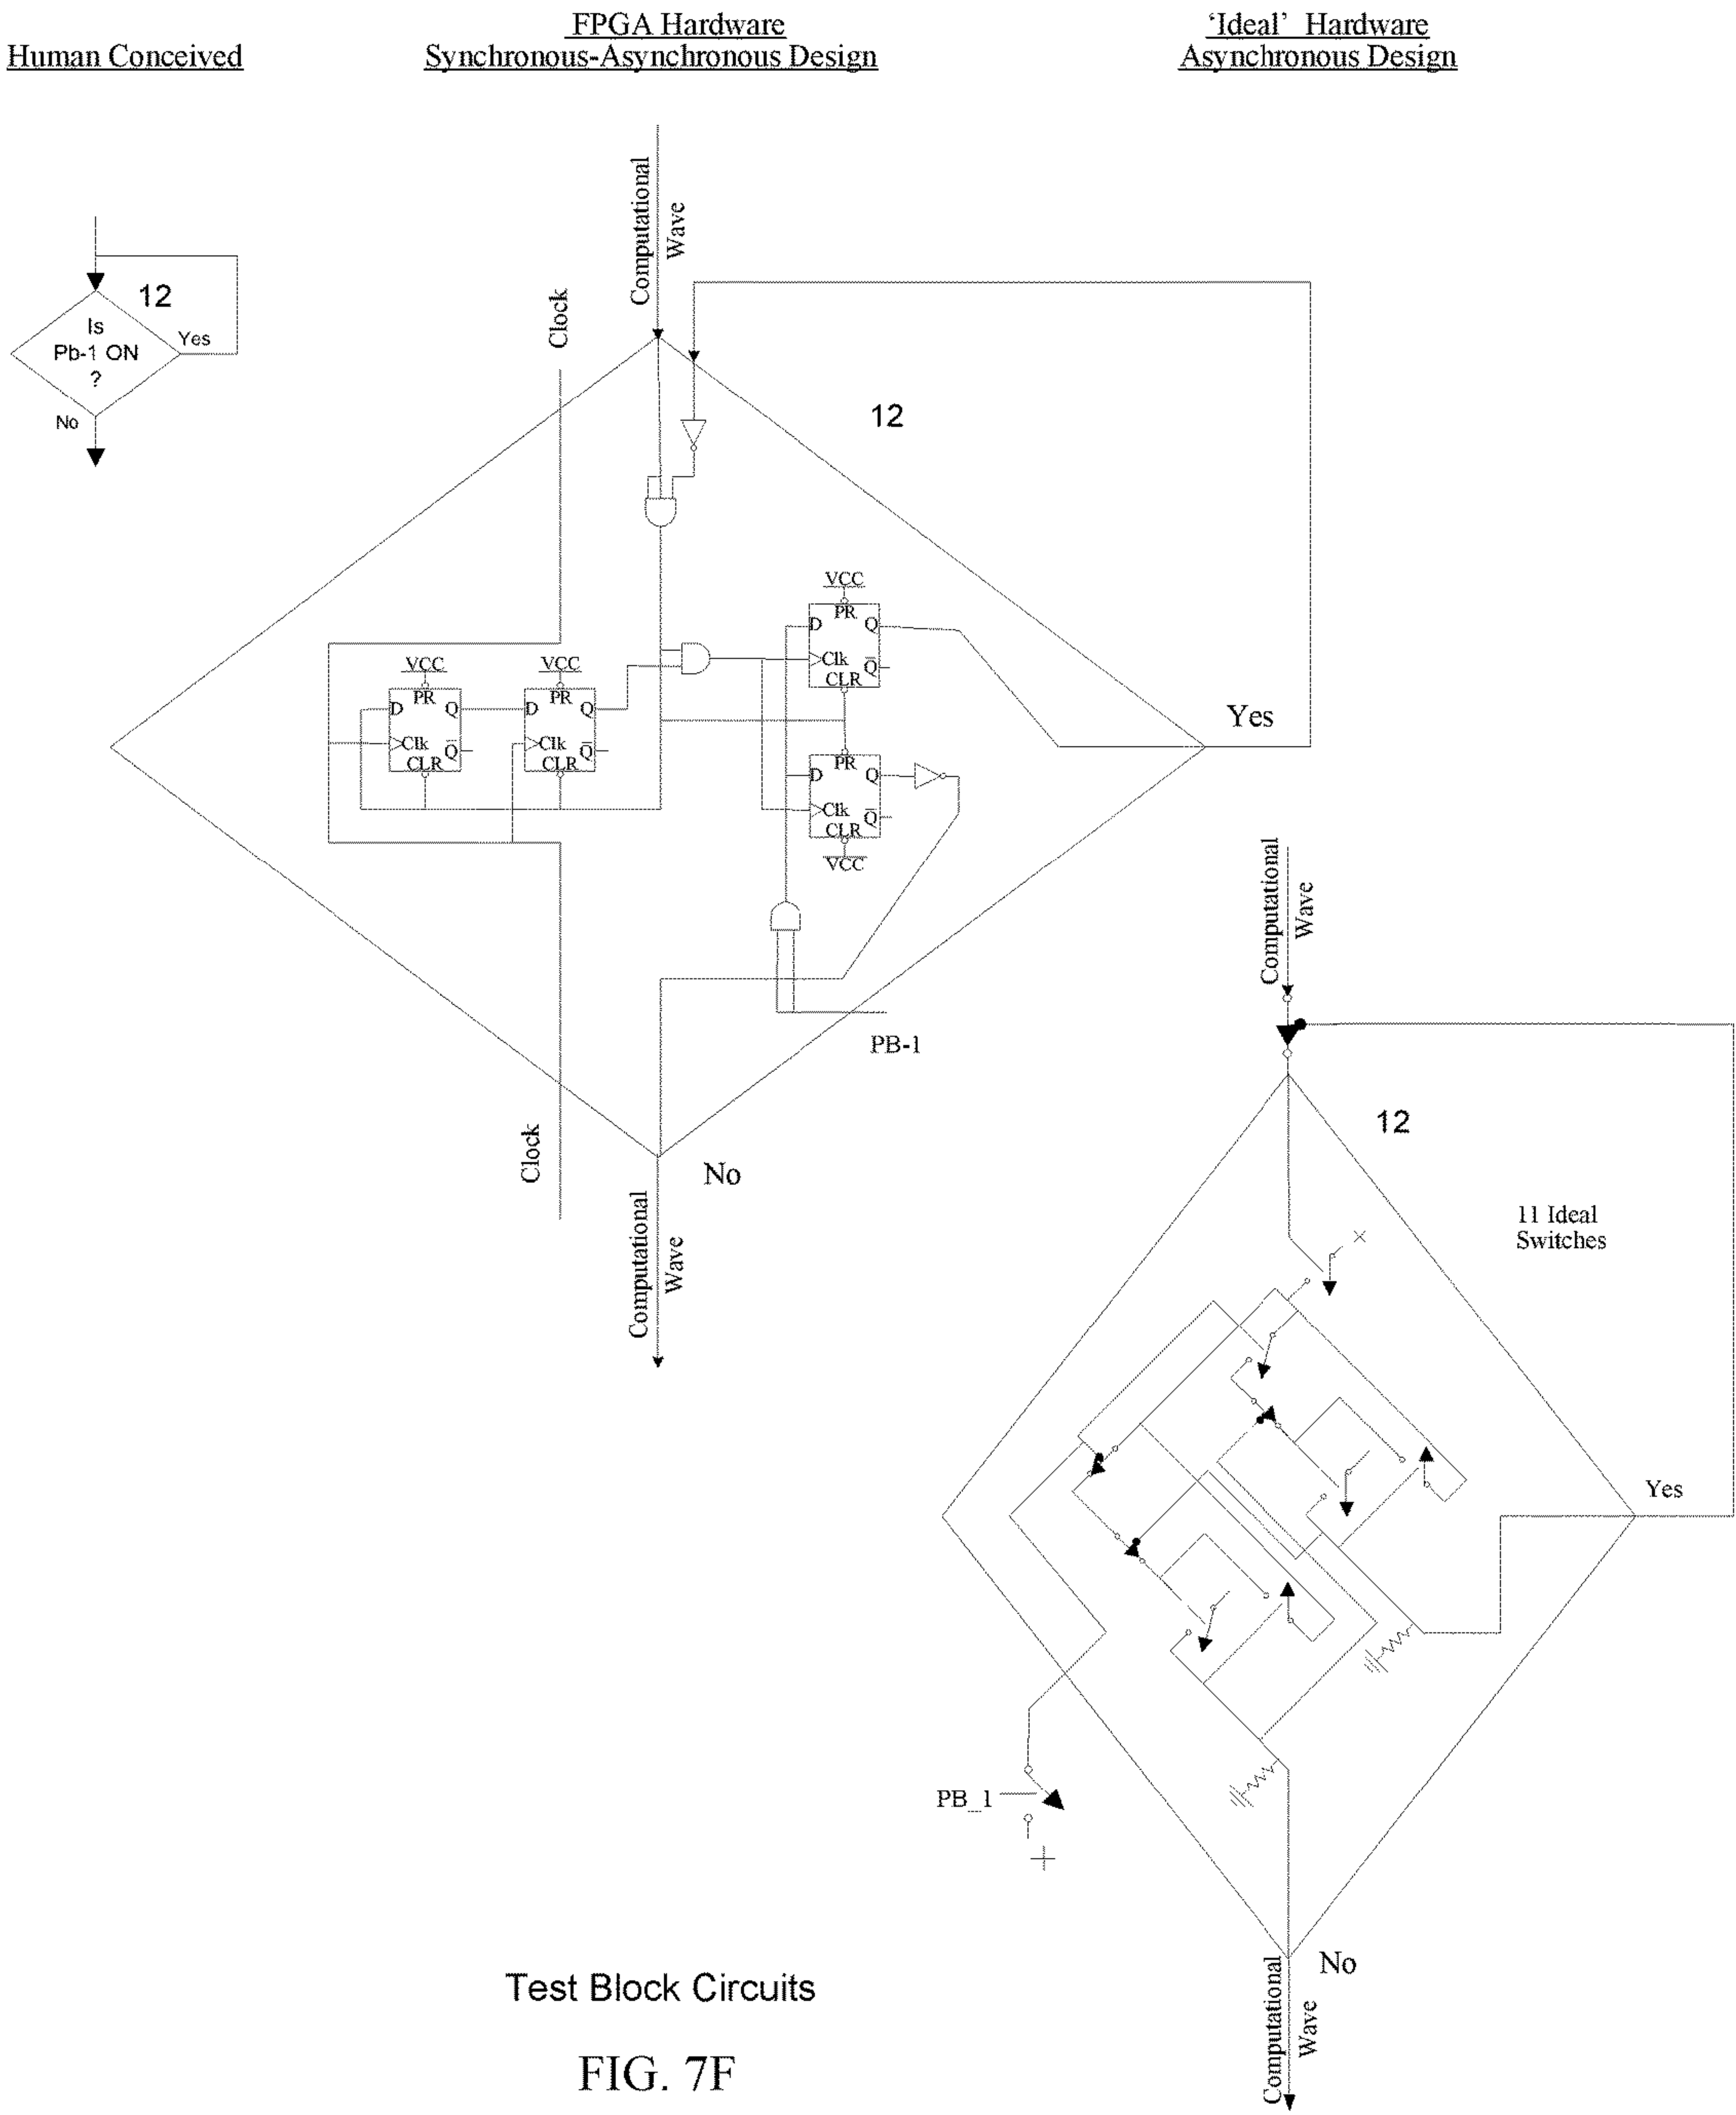 Human Conceived
FPGA Hardware
Synchronous-Asynchronous Design
‘Ideal’ Hardware
Asynchronous Design
12
Is
Pb-1 ON
?
Yes
No
Computational
Wave
Clock
12
VCC
PR
D
Q
Clk
Q̅
CLR
VCC
PR
D
Q
Clk
Q̅
CLR
VCC
PR
D
Q
Clk
Q̅
CLR
PR
D
Q
Clk
Q̅
CLR
VCC
Yes
PB-1
Clock
No
Computational
Wave
Computational
Wave
12
11 Ideal
Switches
Yes
PB_1
No
Computational
Wave
Test Block Circuits
FIG. 7F